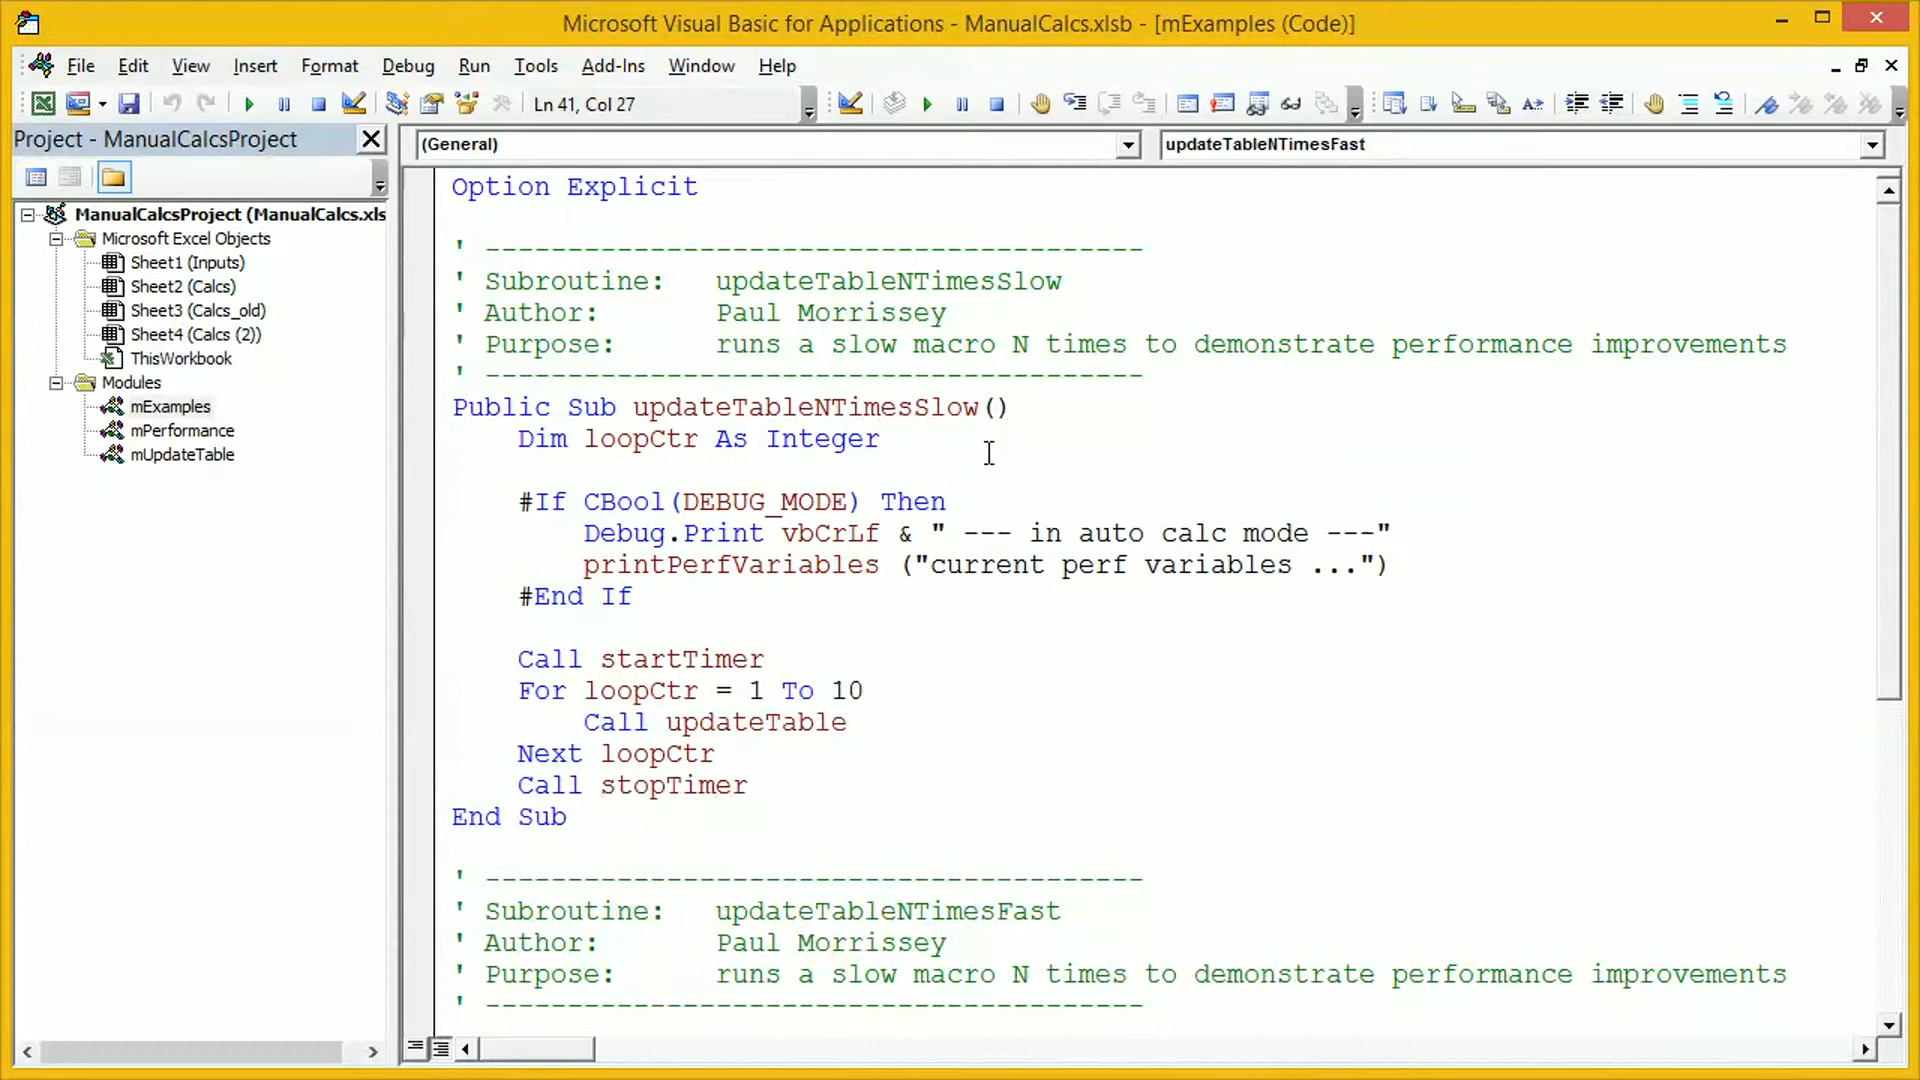 Microsoft Visual Basic for Applications - ManualCalcs.xlsb - [mExamples (Code)]
File Edit View Insert Format Debug Run Tools Add-Ins Window Help
Ln 41, Col 27
Project - ManualCalcsProject
(General)
updateTableNTimesFast
ManualCalcsProject (ManualCalcs.xls
Microsoft Excel Objects
Sheet1 (Inputs)
Sheet2 (Calcs)
Sheet3 (Calcs_old)
Sheet4 (Calcs (2))
ThisWorkbook
Modules
mExamples
mPerformance
mUpdateTable
Option Explicit
' ----------------------------------------
' Subroutine:   updateTableNTimesSlow
' Author:       Paul Morrissey
' Purpose:      runs a slow macro N times to demonstrate performance improvements
' ----------------------------------------
Public Sub updateTableNTimesSlow()
    Dim loopCtr As Integer
    #If CBool(DEBUG_MODE) Then
        Debug.Print vbCrLf & " --- in auto calc mode ---"
        printPerfVariables ("current perf variables ...")
    #End If
    Call startTimer
    For loopCtr = 1 To 10
        Call updateTable
    Next loopCtr
    Call stopTimer
End Sub
' ----------------------------------------
' Subroutine:   updateTableNTimesFast
' Author:       Paul Morrissey
' Purpose:      runs a slow macro N times to demonstrate performance improvements
' ----------------------------------------